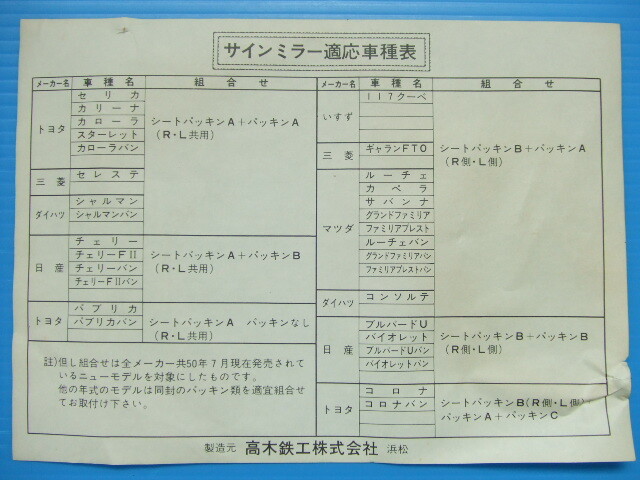 サインミラー適応車種表
メーカー名 車種名 組合せ
トヨタ
セリカ
カリーナ
カローラ
スターレット
カローラバン
シートパッキンA+パッキンA
(R・L共用)
三菱
セレステ
ダイハツ
シャルマン
シャルマンバン
日産
チェリー
チェリーFⅡ
チェリーバン
チェリーFⅡバン
シートパッキンA+パッキンB
(R・L共用)
トヨタ
パブリカ
パブリカバン
シートパッキンA パッキンなし
(R・L共用)
註)但し組合せは全メーカー共50年7月現在発売されて
いるニューモデルを対象にしたものです。
他の年式のモデルは同封のパッキン類を適宜組合せ
てお取付け下さい。
メーカー名 車種名 組合せ
いすず
117クーペ
三菱
ギャランFTO
シートパッキンB+パッキンA
(R側・L側)
マツダ
ルーチェ
カペラ
サバンナ
グランドファミリア
ファミリアプレスト
ルーチェバン
グランドファミリアバン
ファミリアプレストバン
ダイハツ
コンソルテ
日産
ブルバードU
バイオレット
ブルバードUバン
バイオレットバン
シートパッキンB+パッキンB
(R側・L側)
トヨタ
コロナ
コロナバン
シートパッキンB(R側・L側)
パッキンA+パッキンC
製造元 高木鉄工株式会社 浜松